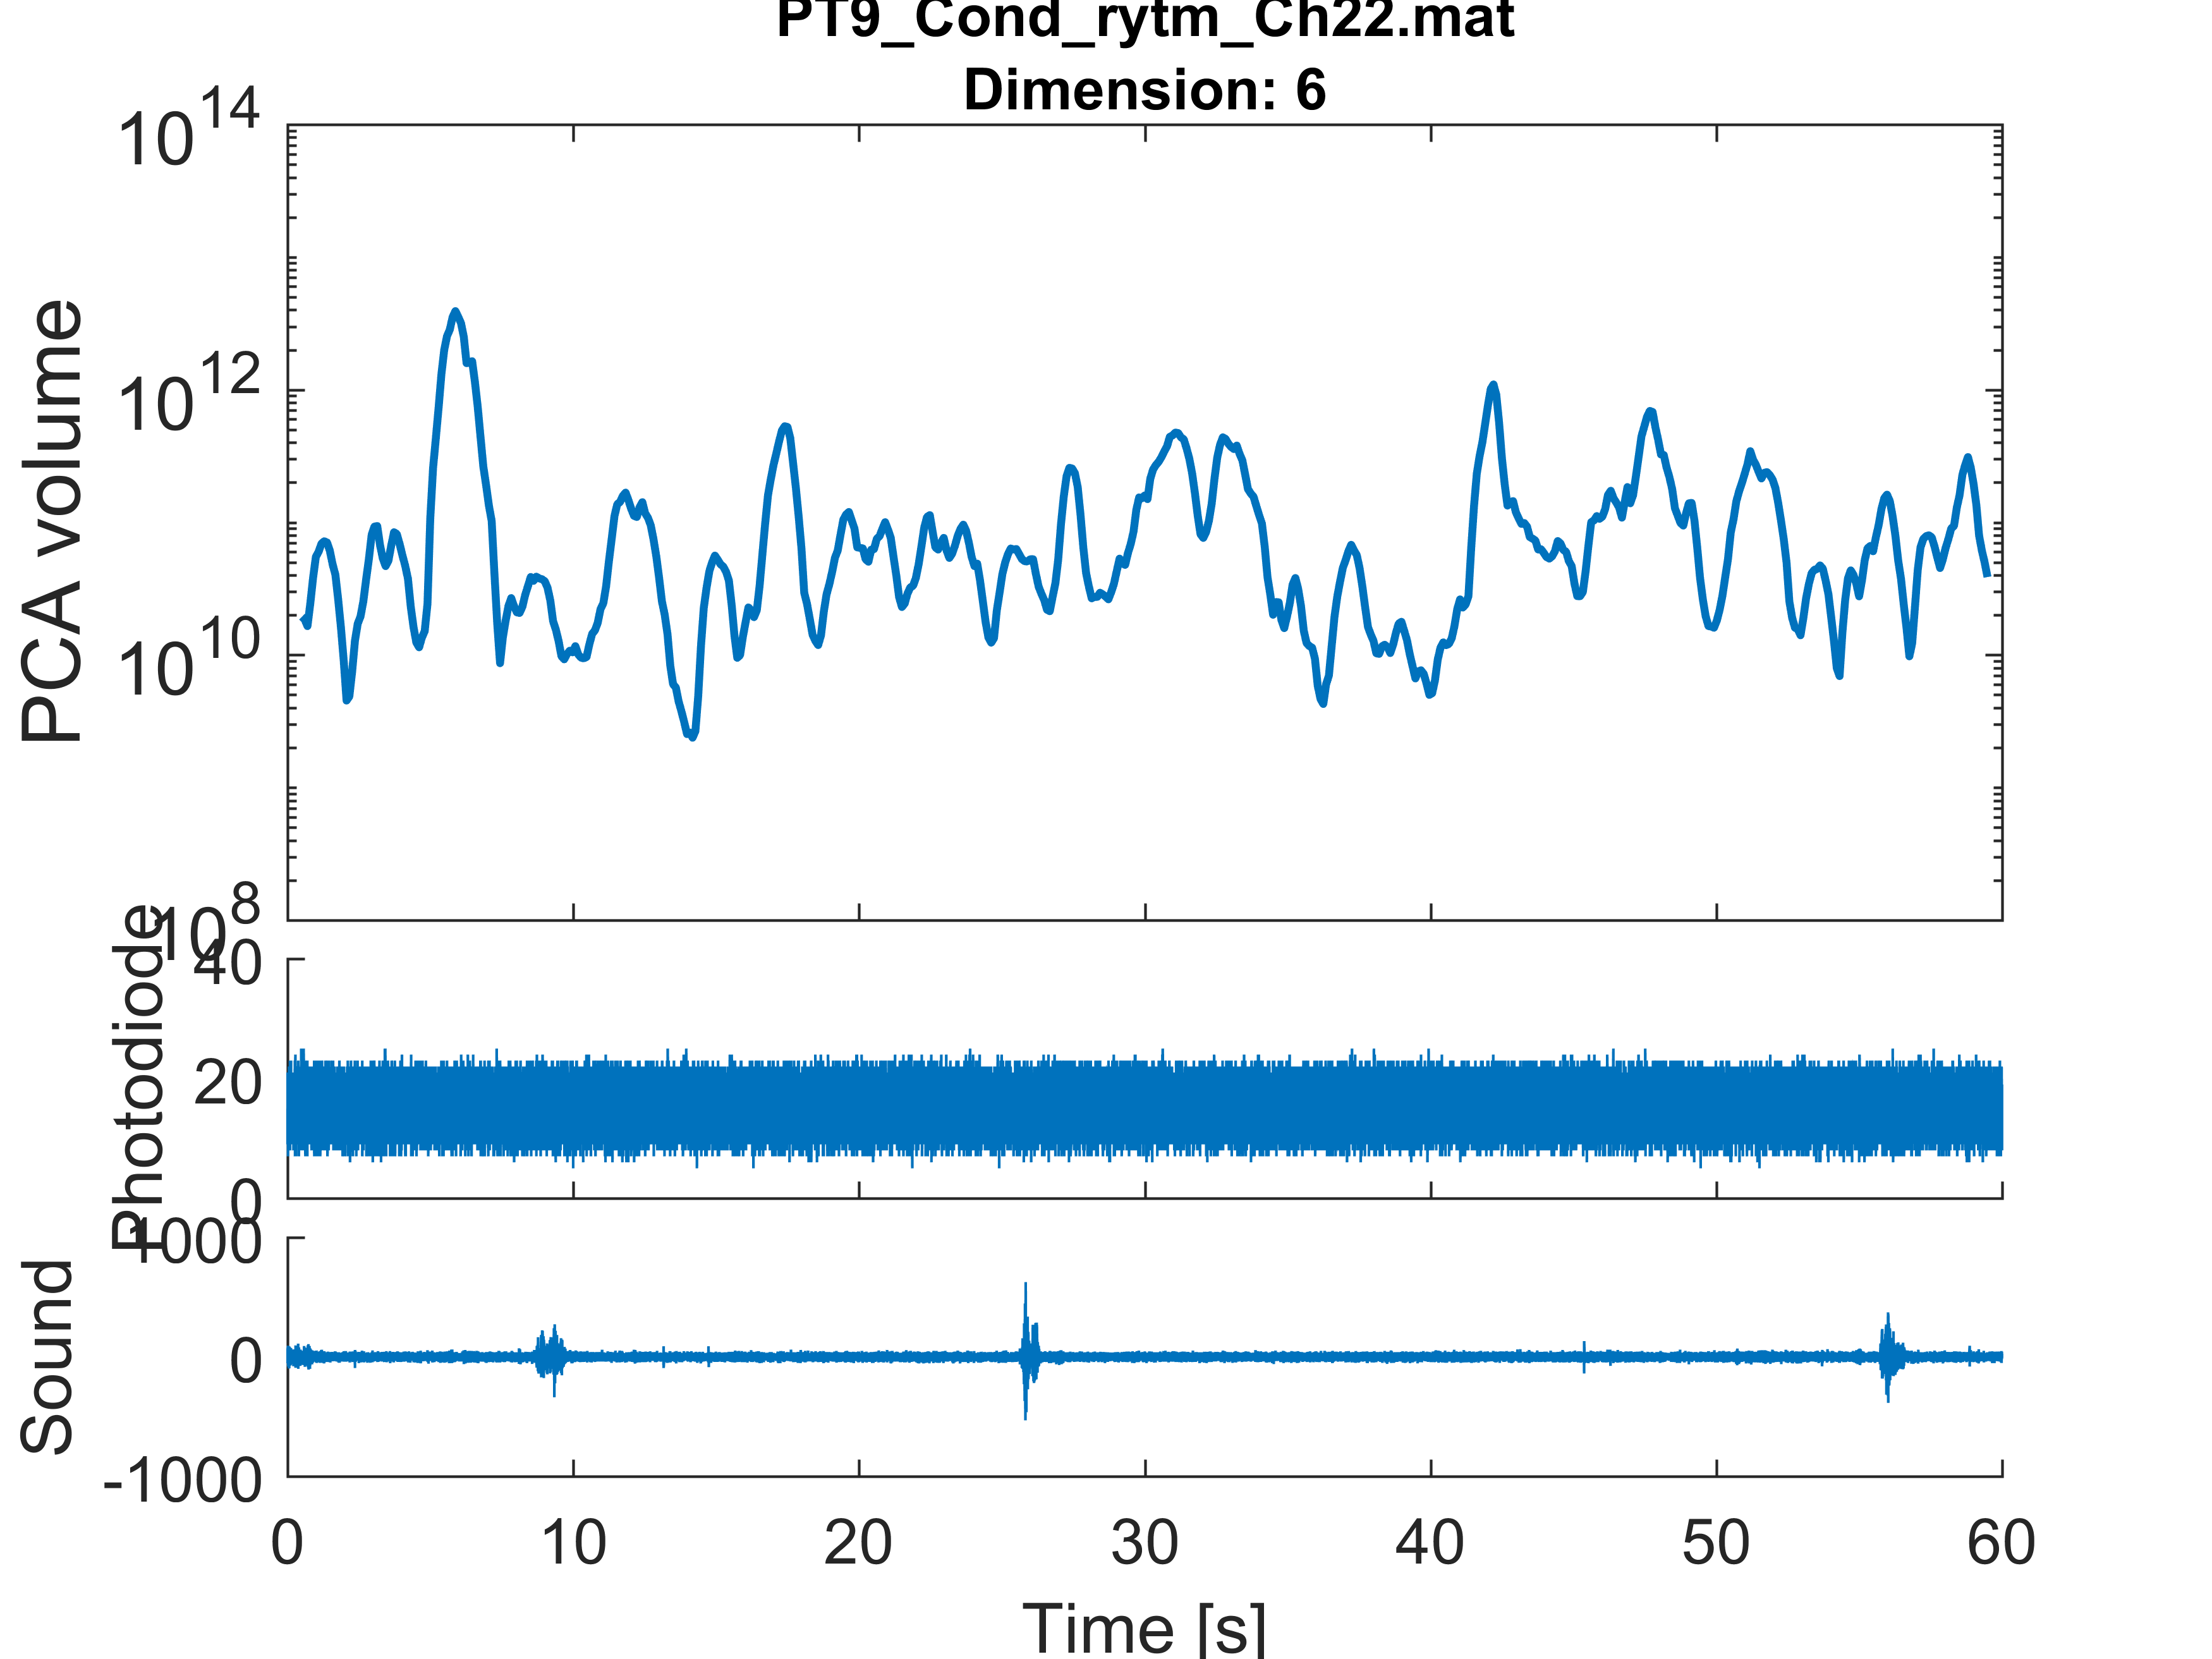 PT9_Cond_rytm_Ch22.mat
Dimension: 6
PCA volume
10^14
10^12
10^10
10^8
Photodiode
40
20
0
Sound
1000
0
-1000
0 10 20 30 40 50 60
Time [s]